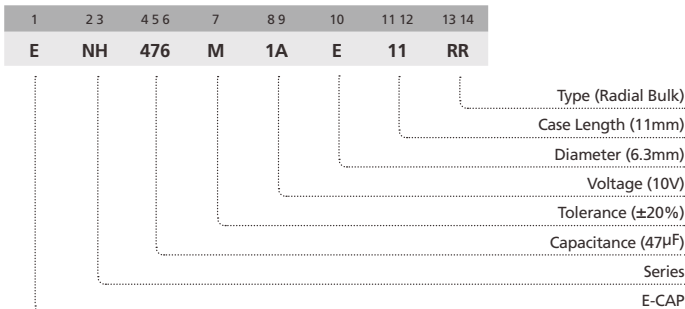 1 2 3 4 5 6 7 8 9 10 11 12 13 14
E NH 476 M 1A E 11 RR
Type (Radial Bulk)
Case Length (11mm)
Diameter (6.3mm)
Voltage (10V)
Tolerance (±20%)
Capacitance (47µF)
Series
E-CAP